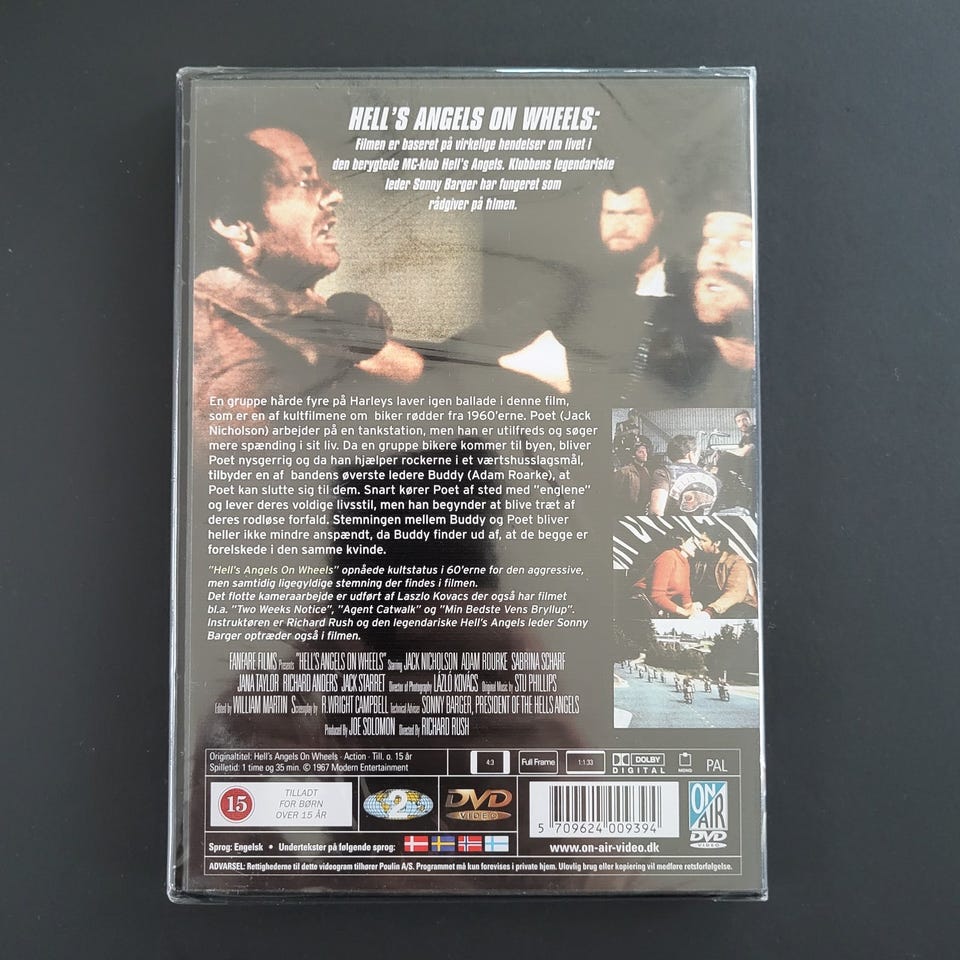 HELL'S ANGELS ON WHEELS:
Filmen er baseret på virkelige hendelser om livet i
den berygtede MC-klub Hell's Angels. Klubbens legendariske
leder Sonny Barger har fungeret som
rådgiver på filmen.
En gruppe hårde fyre på Harleys laver igen ballade i denne film,
som er en af kultfilmene om biker rødder fra 1960'erne. Poet (Jack
Nicholson) arbejder på en tankstation, men han er utilfreds og søger
mere spænding i sit liv. Da en gruppe bikere kommer til byen, bliver
Poet nysgerrig og da han hjælper rockerne i et værtshusslagsmål,
tilbyder en af bandens øverste ledere Buddy (Adam Roarke), at
Poet kan slutte sig til dem. Snart kører Poet af sted med "englene"
og lever deres voldige livsstil, men han begynder at blive træt af
deres rodløse forfald. Stemningen mellem Buddy og Poet bliver
heller ikke mindre anspændt, da Buddy finder ud af, at de begge er
forelskede i den samme kvinde.
"Hell's Angels On Wheels" opnåede kultstatus i 60'erne for den aggressive,
men samtidig ligegyldige stemning der findes i filmen.
Det flotte kameraarbejde er udført af Laszlo Kovacs der også har filmet
bl.a. "Two Weeks Notice", "Agent Catwalk" og "Min Bedste Vens Bryllup".
Instruktøren er Richard Rush og den legendariske Hell's Angels leder Sonny
Barger optræder også i filmen.
FANFARE FILMS Presents "HELL'S ANGELS ON WHEELS" Starring JACK NICHOLSON ADAM ROURKE SABRINA SCHARF
JANA TAYLOR RICHARD ANDERS JACK STARRET Director of Photography LÁZLÓ KOVÁCS Original Music by STU PHILLIPS
Edited by WILLIAM MARTIN Screenplay by R.WRIGHT CAMPBELL Technical Adviser SONNY BARGER, PRESIDENT OF THE HELLS ANGELS
Produced By JOE SOLOMON Directed By RICHARD RUSH
Originaltitel: Hell's Angels On Wheels · Action · Till. o. 15 år
Spilletid: 1 time og 35 min. © 1967 Modern Entertainment
4:3
Full Frame
1:1.33
DOLBY
DIGITAL
MONO
PAL
15
TILLADT
FOR BØRN
OVER 15 ÅR
2
DVD
VIDEO
5 709624 009394
ON
AIR
DVD
VIDEO
Sprog: Engelsk • Undertekster på følgende sprog:
www.on-air-video.dk
ADVARSEL: Rettighederne til dette videogram tilhører Poulin A/S. Programmet må kun forevises i private hjem. Ulovlig brug eller kopiering vil medføre retsforfølgelse.